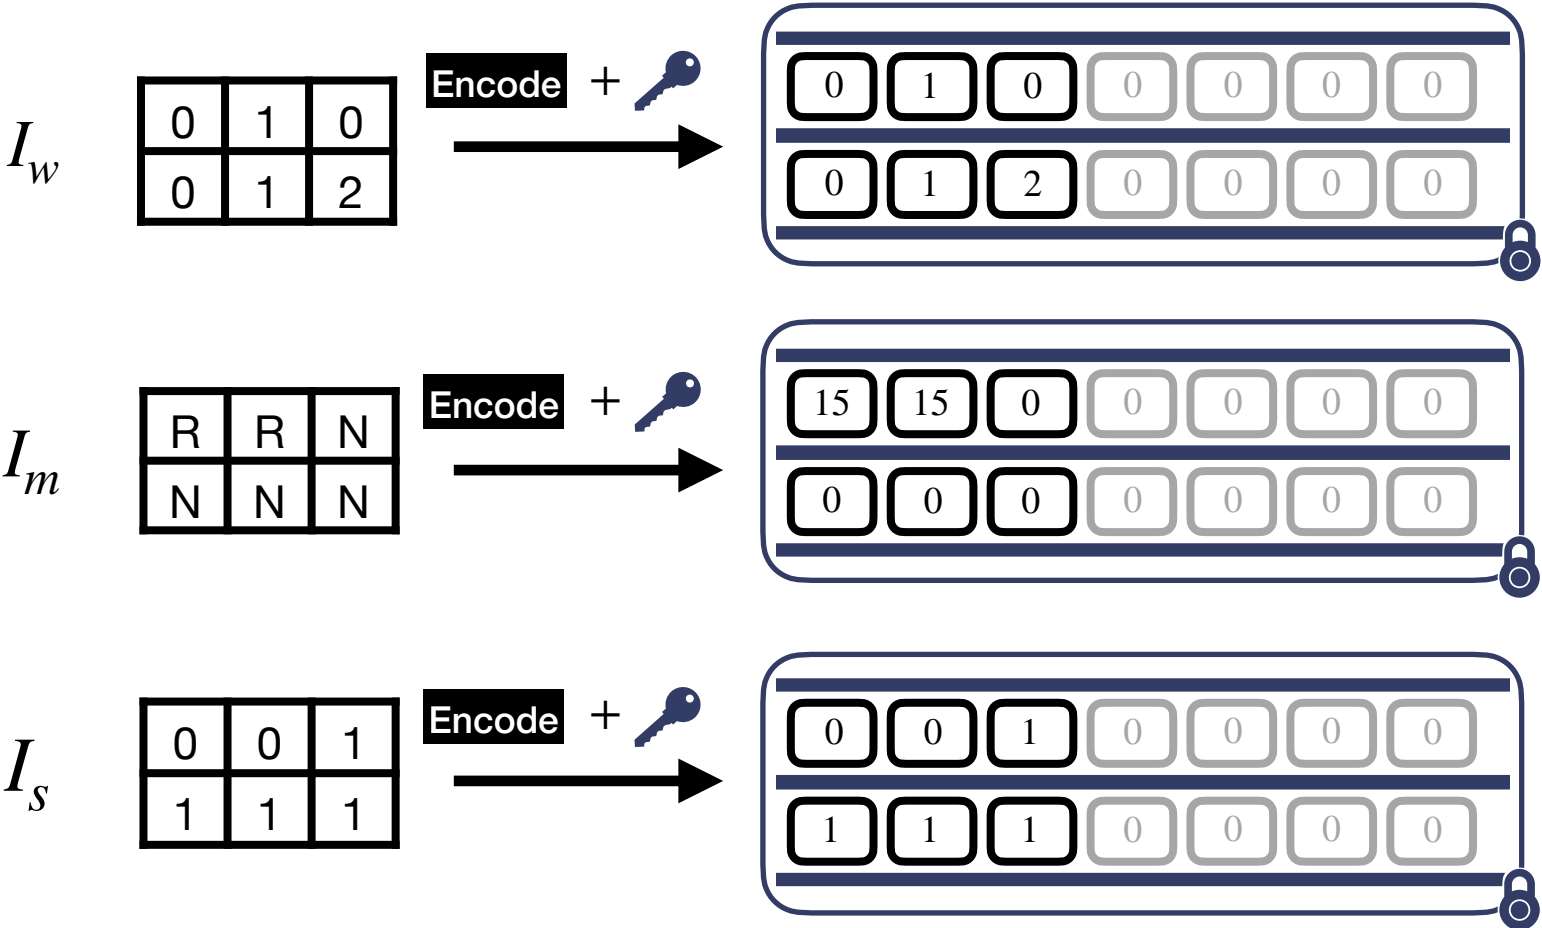 Encode +
0 1 0 0 0 0 0
I_w
0 1 0
0 1 2
0 1 2 0 0 0 0
Encode +
15 15 0 0 0 0 0
I_m
R R N
N N N
0 0 0 0 0 0 0
Encode +
0 0 1 0 0 0 0
I_s
0 0 1
1 1 1
1 1 1 0 0 0 0